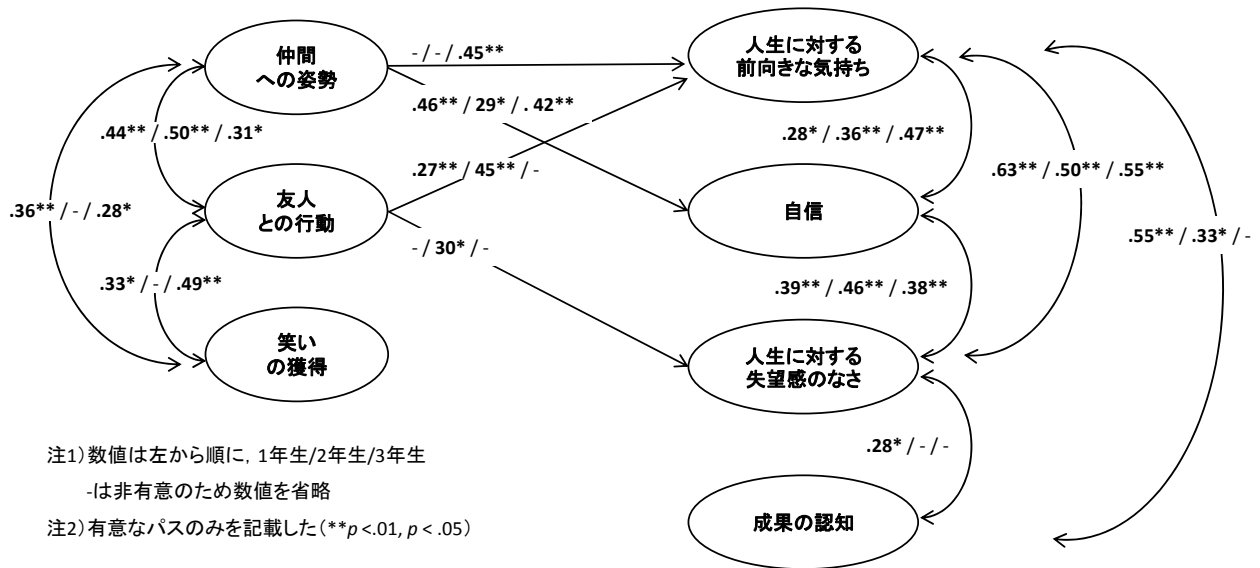 仲間
への姿勢
- / - / .45**
人生に対する
前向きな気持ち
.46** / 29* / . 42**
.44** / .50** / .31*
.28* / .36** / .47**
.27** / 45** / -
.63** / .50** / .55**
友人
との行動
自信
.36** / - / .28*
.55** / .33* / -
- / 30* / -
.33* / - / .49**
.39** / .46** / .38**
笑い
の獲得
人生に対する
失望感のなさ
.28* / - / -
注1）数値は左から順に，1年生/2年生/3年生
-は非有意のため数値を省略
注2）有意なパスのみを記載した（**p <.01, p < .05）
成果の認知